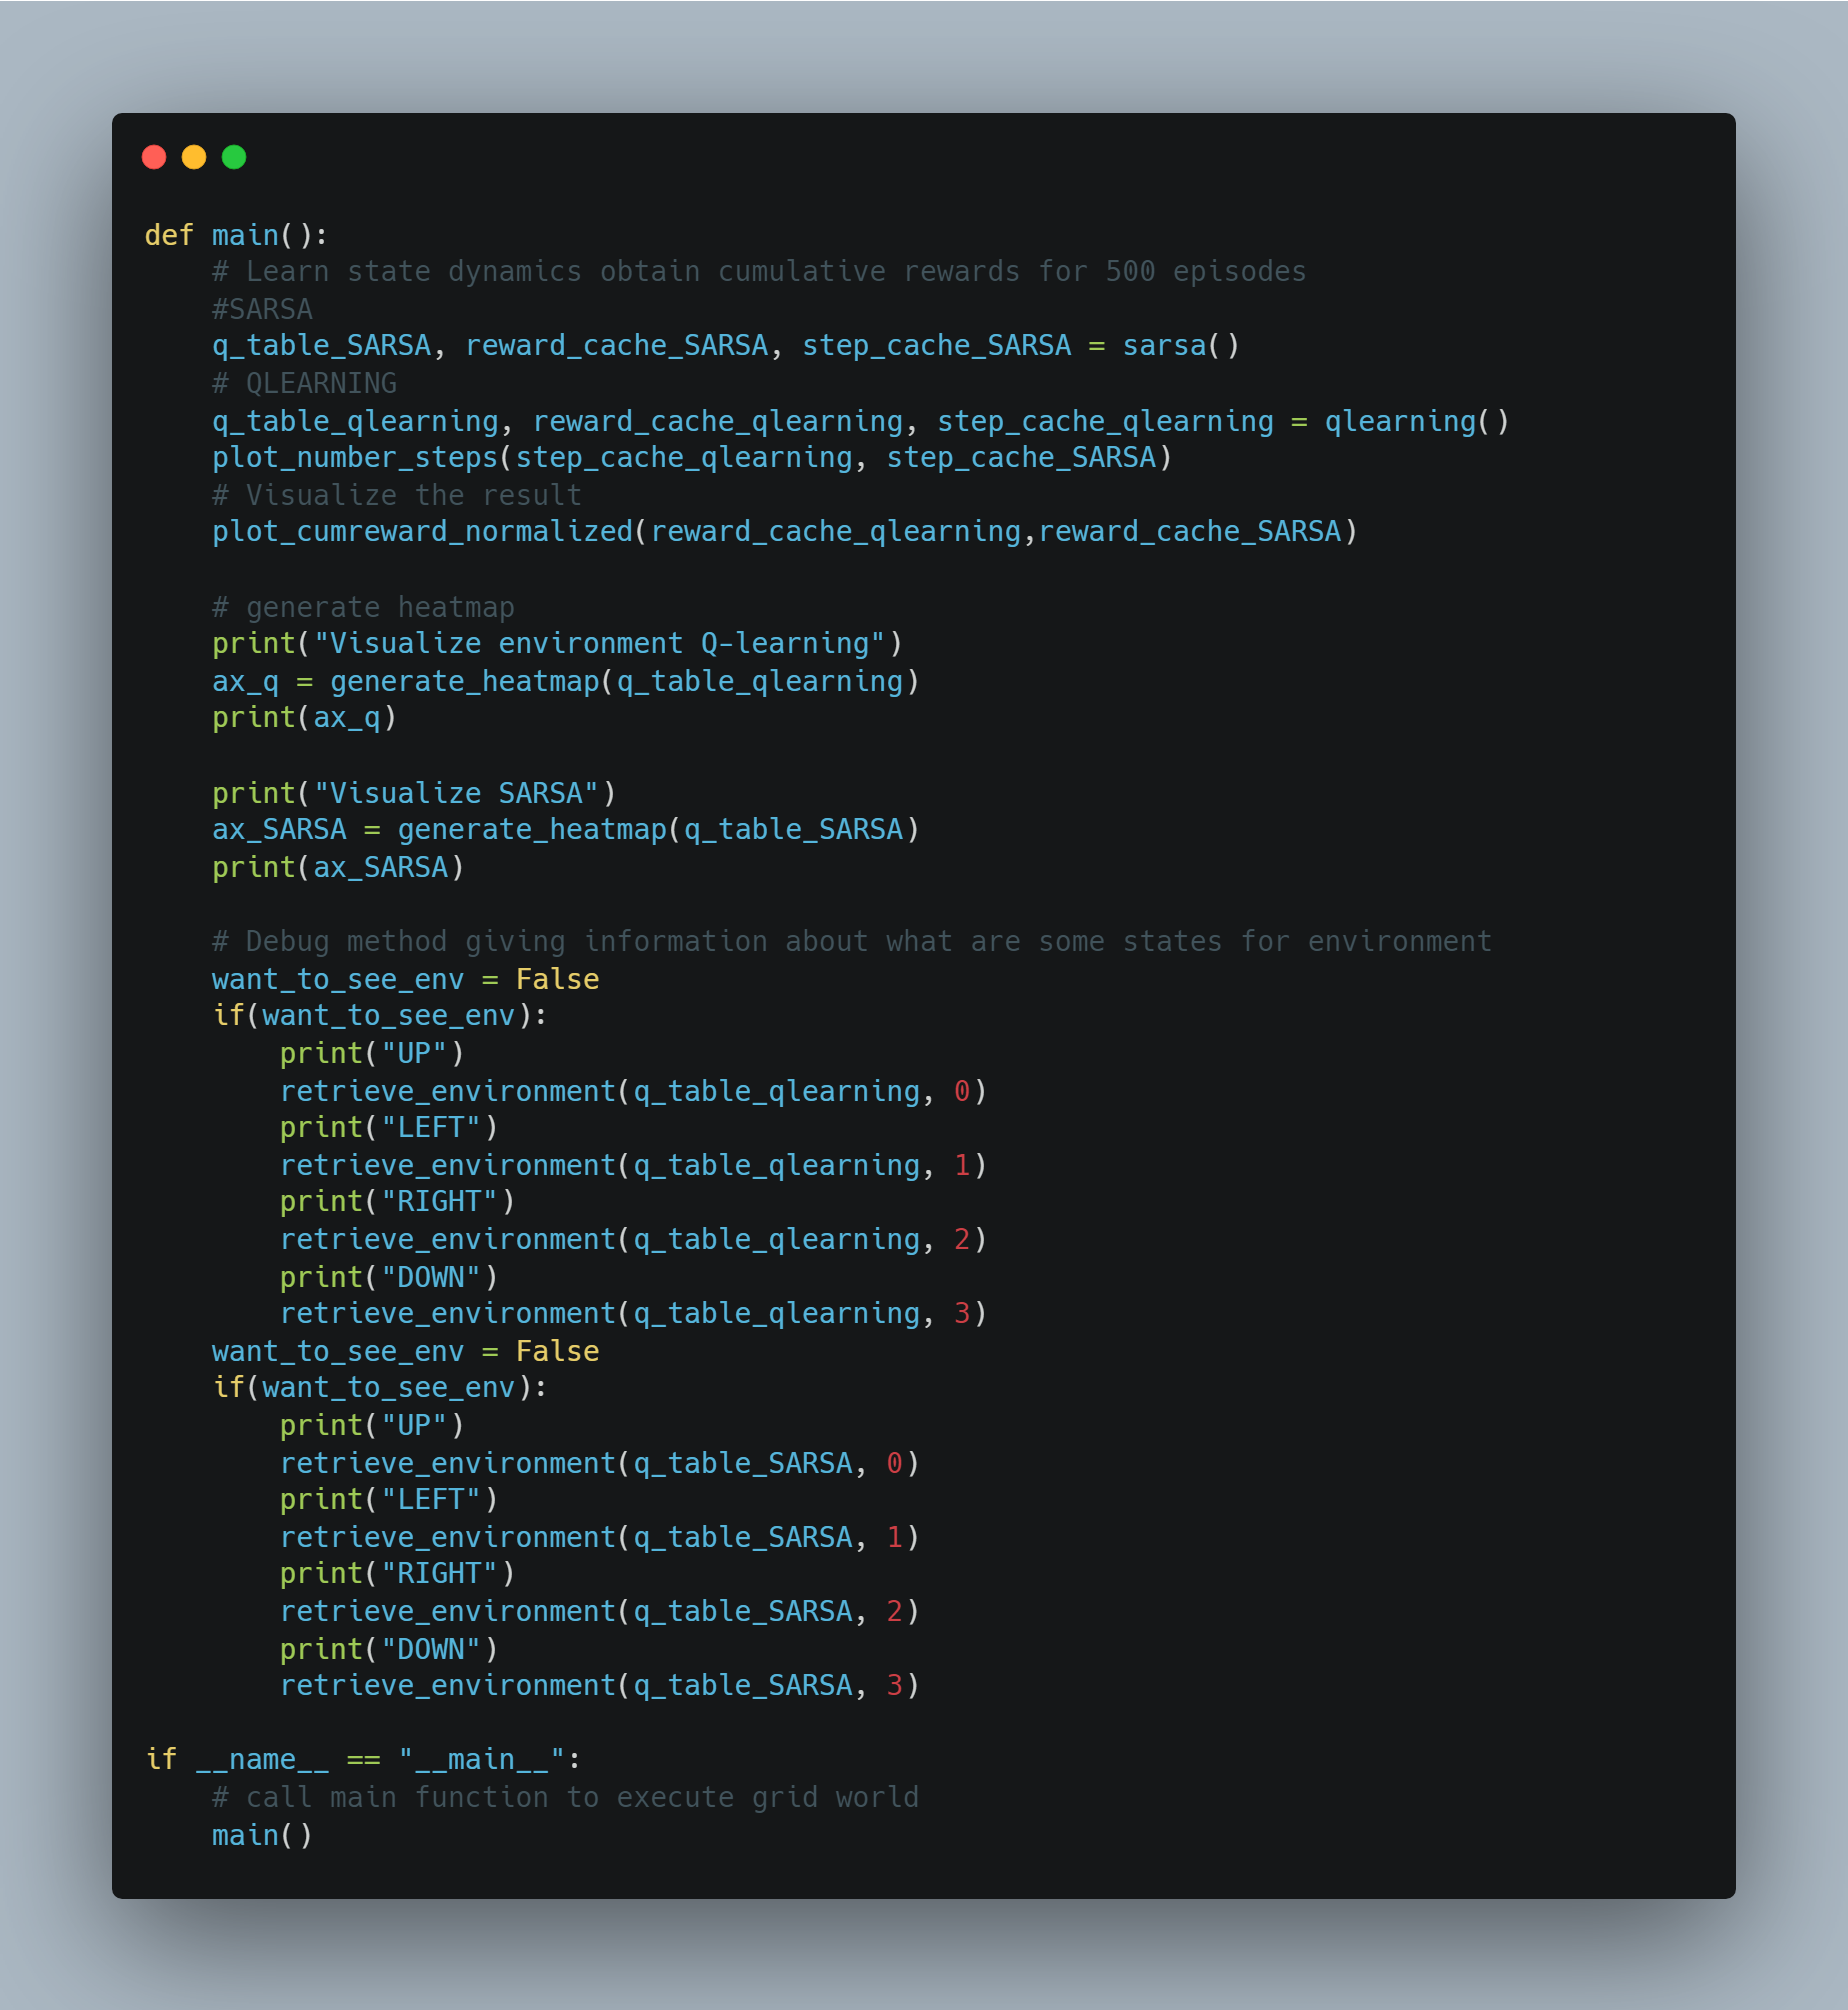 def main():
    # Learn state dynamics obtain cumulative rewards for 500 episodes
    #SARSA
    q_table_SARSA, reward_cache_SARSA, step_cache_SARSA = sarsa()
    # QLEARNING
    q_table_qlearning, reward_cache_qlearning, step_cache_qlearning = qlearning()
    plot_number_steps(step_cache_qlearning, step_cache_SARSA)
    # Visualize the result
    plot_cumreward_normalized(reward_cache_qlearning,reward_cache_SARSA)

    # generate heatmap
    print("Visualize environment Q-learning")
    ax_q = generate_heatmap(q_table_qlearning)
    print(ax_q)

    print("Visualize SARSA")
    ax_SARSA = generate_heatmap(q_table_SARSA)
    print(ax_SARSA)

    # Debug method giving information about what are some states for environment
    want_to_see_env = False
    if(want_to_see_env):
        print("UP")
        retrieve_environment(q_table_qlearning, 0)
        print("LEFT")
        retrieve_environment(q_table_qlearning, 1)
        print("RIGHT")
        retrieve_environment(q_table_qlearning, 2)
        print("DOWN")
        retrieve_environment(q_table_qlearning, 3)
    want_to_see_env = False
    if(want_to_see_env):
        print("UP")
        retrieve_environment(q_table_SARSA, 0)
        print("LEFT")
        retrieve_environment(q_table_SARSA, 1)
        print("RIGHT")
        retrieve_environment(q_table_SARSA, 2)
        print("DOWN")
        retrieve_environment(q_table_SARSA, 3)

if __name__ == "__main__":
    # call main function to execute grid world
    main()